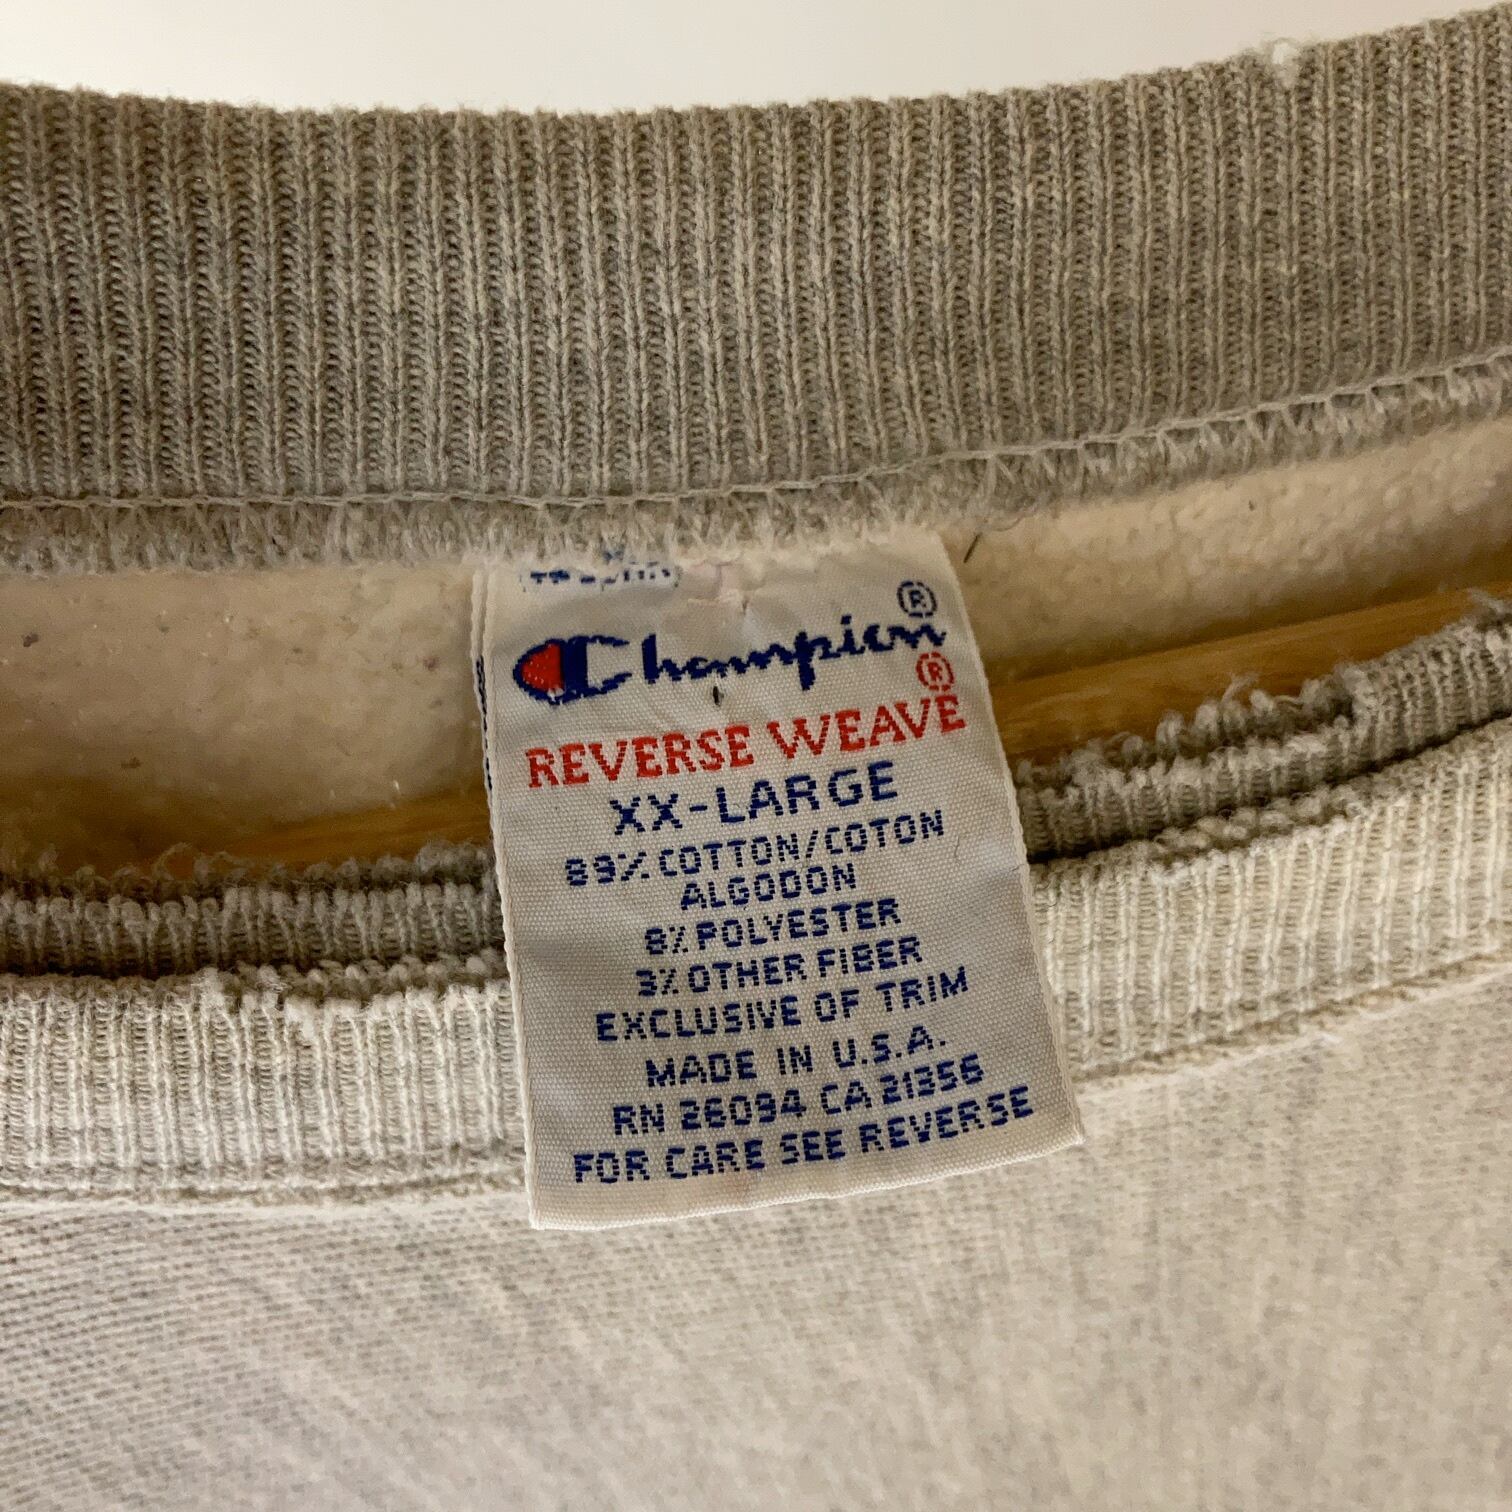 Champion®
REVERSE WEAVE®
XX-LARGE
89% COTTON/COTON
ALGODON
8% POLYESTER
3% OTHER FIBER
EXCLUSIVE OF TRIM
MADE IN U.S.A.
RN 26094 CA 21356
FOR CARE SEE REVERSE